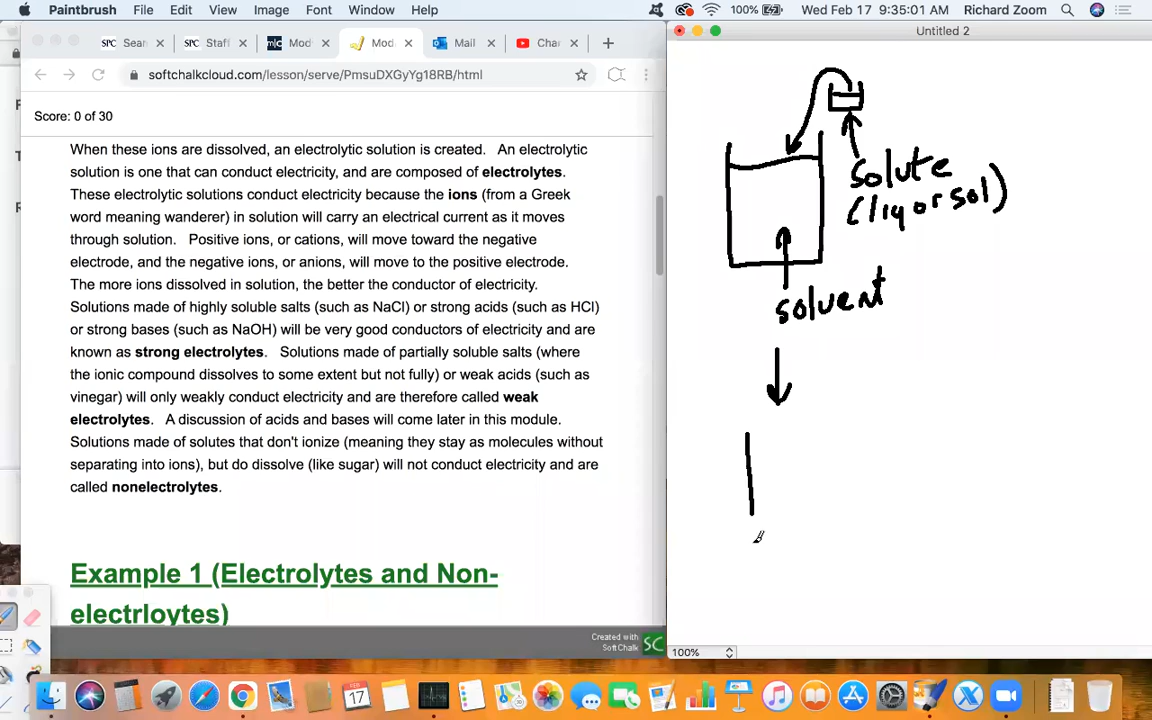 Paintbrush File Edit View Image Font Window Help 100% Wed Feb 17 9:35:01 AM Richard Zoom
SPC Sear × SPC Staff × Mod × Mod × Mail × Cha × +
softchalkcloud.com/lesson/serve/PmsuDXGyYg18RB/html
Score: 0 of 30
When these ions are dissolved, an electrolytic solution is created. An electrolytic
solution is one that can conduct electricity, and are composed of electrolytes.
These electrolytic solutions conduct electricity because the ions (from a Greek
word meaning wanderer) in solution will carry an electrical current as it moves
through solution. Positive ions, or cations, will move toward the negative
electrode, and the negative ions, or anions, will move to the positive electrode.
The more ions dissolved in solution, the better the conductor of electricity.
Solutions made of highly soluble salts (such as NaCl) or strong acids (such as HCl)
or strong bases (such as NaOH) will be very good conductors of electricity and are
known as strong electrolytes. Solutions made of partially soluble salts (where
the ionic compound dissolves to some extent but not fully) or weak acids (such as
vinegar) will only weakly conduct electricity and are therefore called weak
electrolytes. A discussion of acids and bases will come later in this module.
Solutions made of solutes that don't ionize (meaning they stay as molecules without
separating into ions), but do dissolve (like sugar) will not conduct electricity and are
called nonelectrolytes.
Example 1 (Electrolytes and Non-
electrloytes)
Created with
SoftChalk SC
Untitled 2
solute
(liq or sol)
solvent
100%
FEB
17